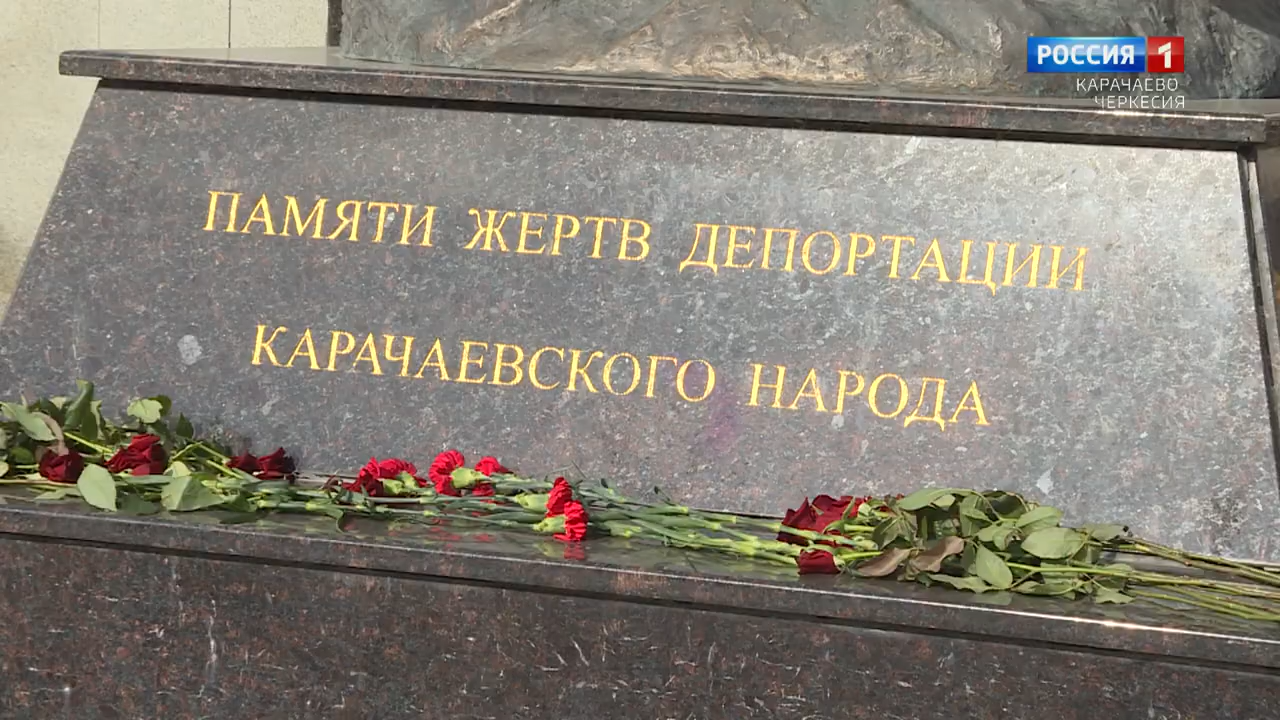 РОССИЯ 1
КАРАЧАЕВО
ЧЕРКЕСИЯ
ПАМЯТИ ЖЕРТВ ДЕПОРТАЦИИ
КАРАЧАЕВСКОГО НАРОДА